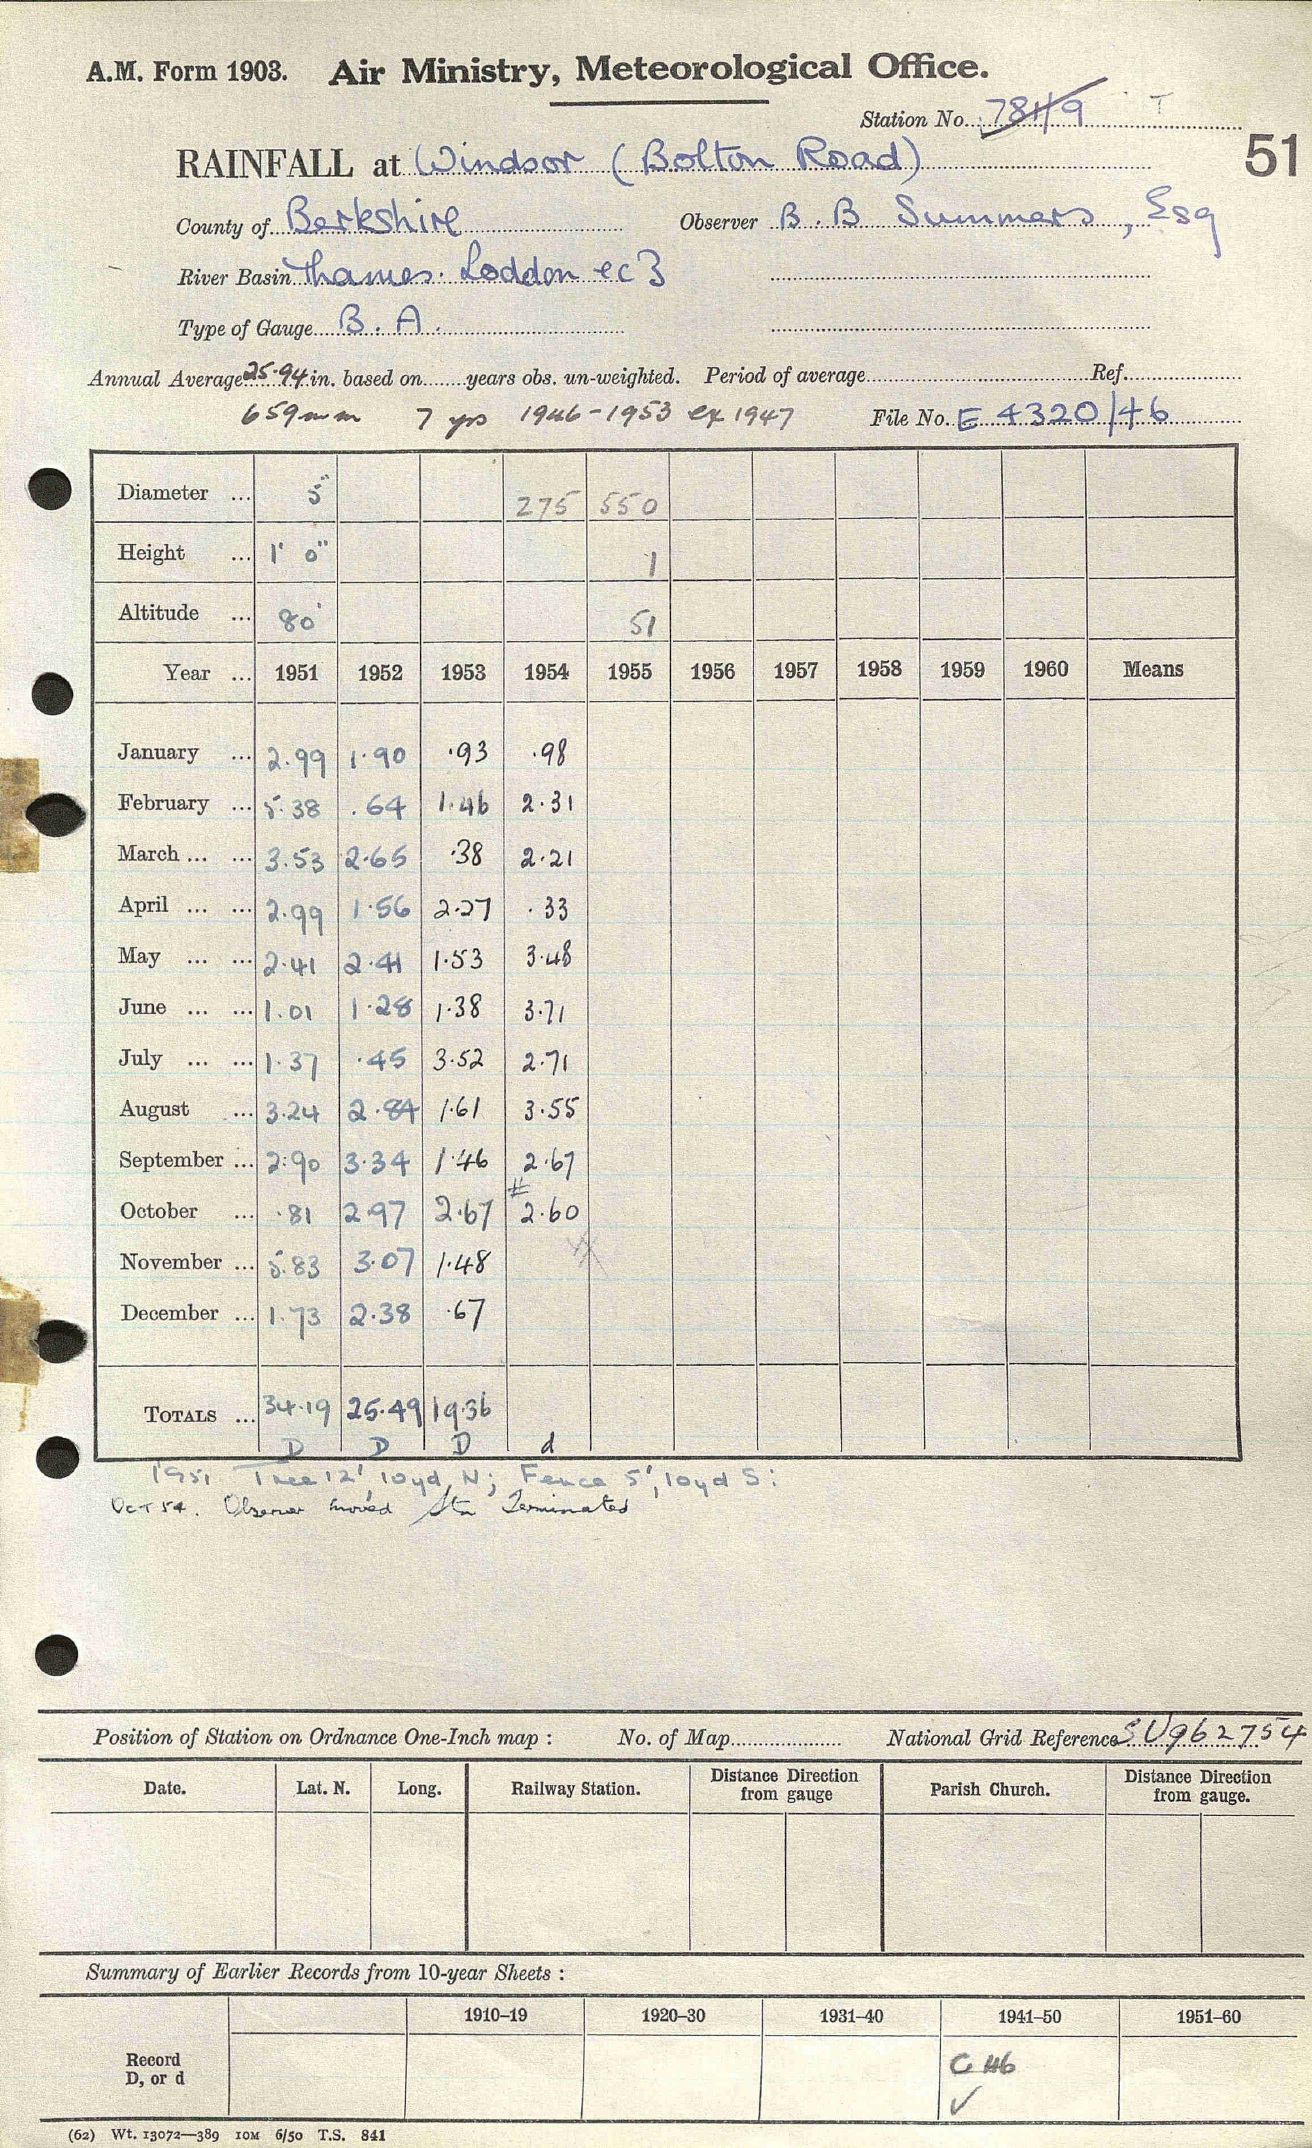 A.M. Form 1903. Air Ministry, Meteorological Office.
Station No. 7811/9 T
51
RAINFALL at Windsor (Bolton Road)
County of Berkshire Observer B. B Summers, Esq
River Basin Thames. Loddon ec 3
Type of Gauge B. A.
Annual Average 25.94 in. based on years obs. un-weighted. Period of average Ref.
659mm 7 yrs 1946-1953 ex 1947 File No. E 4320/46
Diameter ... 5" 275 550
Height ... 1' 0" 1
Altitude ... 80' 51
Year ... 1951 1952 1953 1954 1955 1956 1957 1958 1959 1960 Means
January ... 2.99 1.90 .93 .98
February ... 5.38 .64 1.46 2.31
March ... ... 3.53 2.65 .38 2.21
April ... ... 2.99 1.56 2.27 .33
May ... ... 2.41 2.41 1.53 3.48
June ... ... 1.01 1.28 1.38 3.71
July ... ... 1.37 .45 3.52 2.71
August ... 3.24 2.84 1.61 3.55
September ... 2.90 3.34 1.46 2.67
October ... .81 2.97 2.67 # 2.60
November ... 5.83 3.07 1.48
December ... 1.73 2.38 .67
TOTALS ... 34.19 25.49 19.36
D D D d
1951 Tree 12', 10yd, N; Fence 5', 10yd S:
Oct 54. Observer moved Stn Terminated
Position of Station on Ordnance One-Inch map : No. of Map National Grid Reference SU962754
Date. Lat. N. Long. Railway Station. Distance Direction from gauge Parish Church. Distance Direction from gauge.
Summary of Earlier Records from 10-year Sheets :
1910–19 1920–30 1931–40 1941–50 1951–60
Record C 46
D, or d ✓
(62) Wt. 13072—389 10M 6/50 T.S. 841